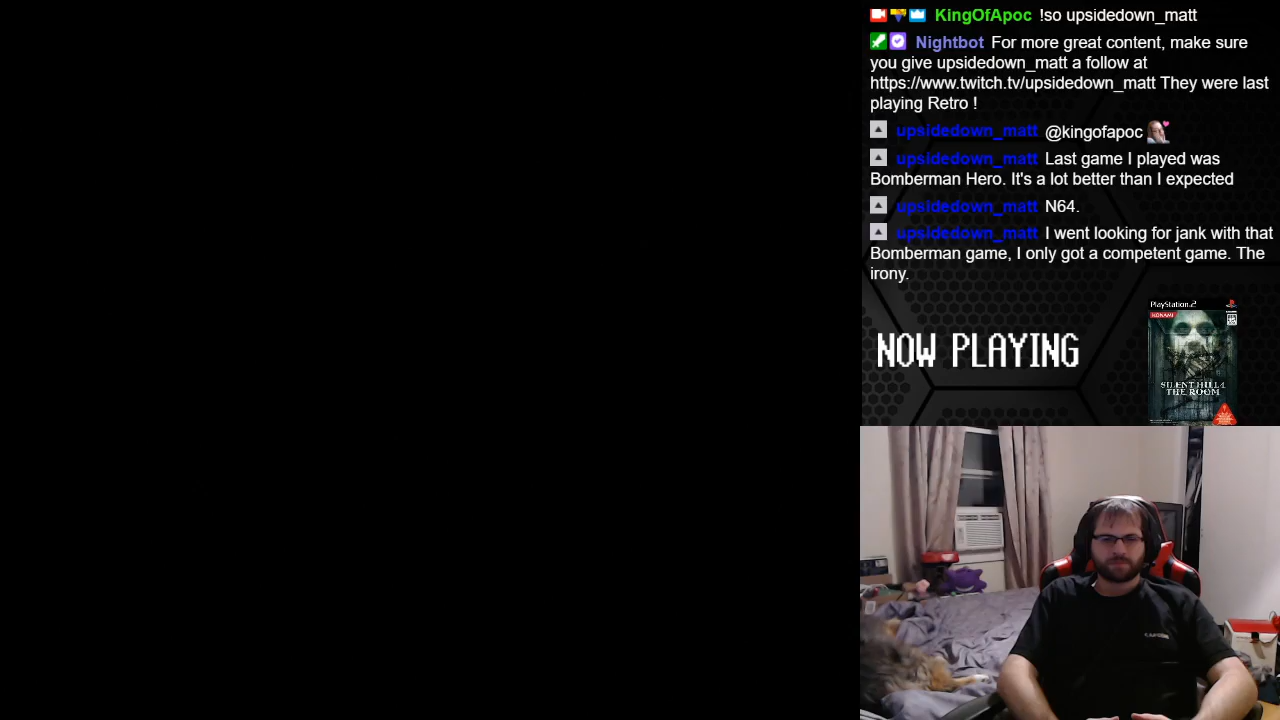 KingOfApoc !so upsidedown_matt
Nightbot For more great content, make sure
you give upsidedown_matt a follow at
https://www.twitch.tv/upsidedown_matt They were last
playing Retro !
upsidedown_matt @kingofapoc
upsidedown_matt Last game I played was
Bomberman Hero. It's a lot better than I expected
upsidedown_matt N64.
upsidedown_matt I went looking for jank with that
Bomberman game, I only got a competent game. The
irony.
PlayStation.2
KONAMI
NOW PLAYING
SILENT HILL 4
THE ROOM